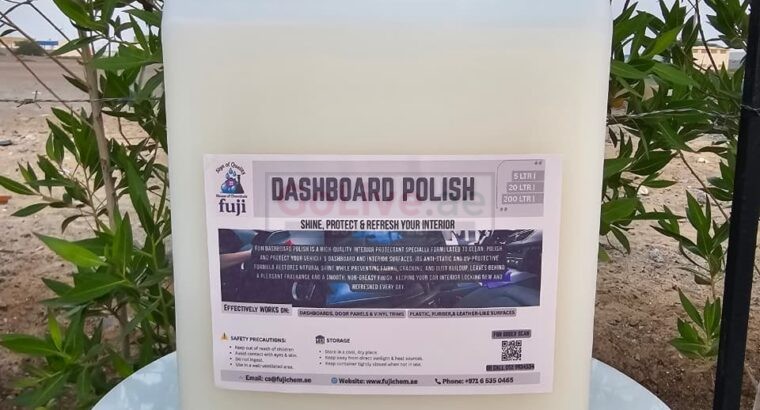 Sign of Quality
House of Chemicals
fuji
DASHBOARD POLISH
5 LTR |
20 LTR |
200 LTR |
SHINE, PROTECT & REFRESH YOUR INTERIOR
FUJI DASHBOARD POLISH IS A HIGH-QUALITY INTERIOR PROTECTANT SPECIALLY FORMULATED TO CLEAN, POLISH
AND PROTECT YOUR VEHICLE'S DASHBOARD AND INTERIOR SURFACES. ITS ANTI-STATIC AND UV-PROTECTIVE
FORMULA RESTORES NATURAL SHINE WHILE PREVENTING FADING, CRACKING, AND DUST BUILDUP. LEAVES BEHIND
A PLEASANT FRAGRANCE AND A SMOOTH, NON-GREASY FINISH, KEEPING YOUR CAR INTERIOR LOOKING NEW AND
REFRESHED EVERY DAY.
EFFECTIVELY WORKS ON:
DASHBOARDS, DOOR PANELS & VINYL TRIMS
PLASTIC, RUBBER,& LEATHER-LIKE SURFACES
SAFETY PRECAUTIONS:
• Keep out of reach of children.
• Avoid contact with eyes & skin.
• Do not ingest.
• Use in a well-ventilated area.
STORAGE
• Store in a cool, dry place
• Keep away from direct sunlight & heat sources.
• Keep container tightly closed when not in use.
FOR ORDER SCAN
OR CALL 050
Email: cs@fujichem.ae
Website: www.fujichem.ae
Phone: +971 6 535 0465